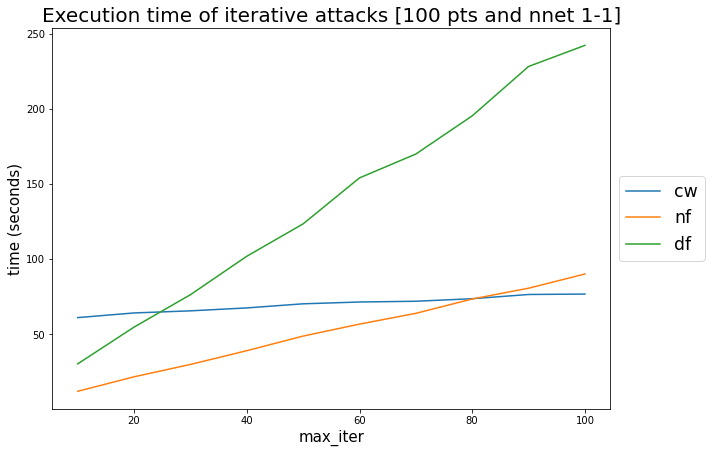 Execution time of iterative attacks [100 pts and nnet 1-1]
250
200
150
100
50
time (seconds)
20 40 60 80 100
max_iter
cw
nf
df